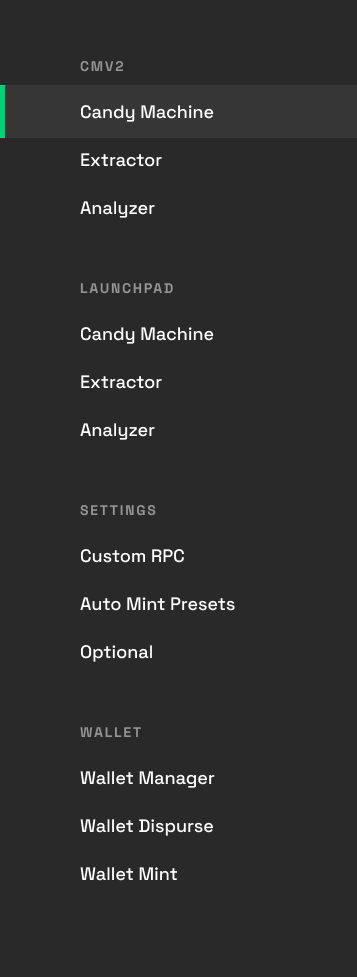 CMV2
Candy Machine
Extractor
Analyzer
LAUNCHPAD
Candy Machine
Extractor
Analyzer
SETTINGS
Custom RPC
Auto Mint Presets
Optional
WALLET
Wallet Manager
Wallet Dispurse
Wallet Mint